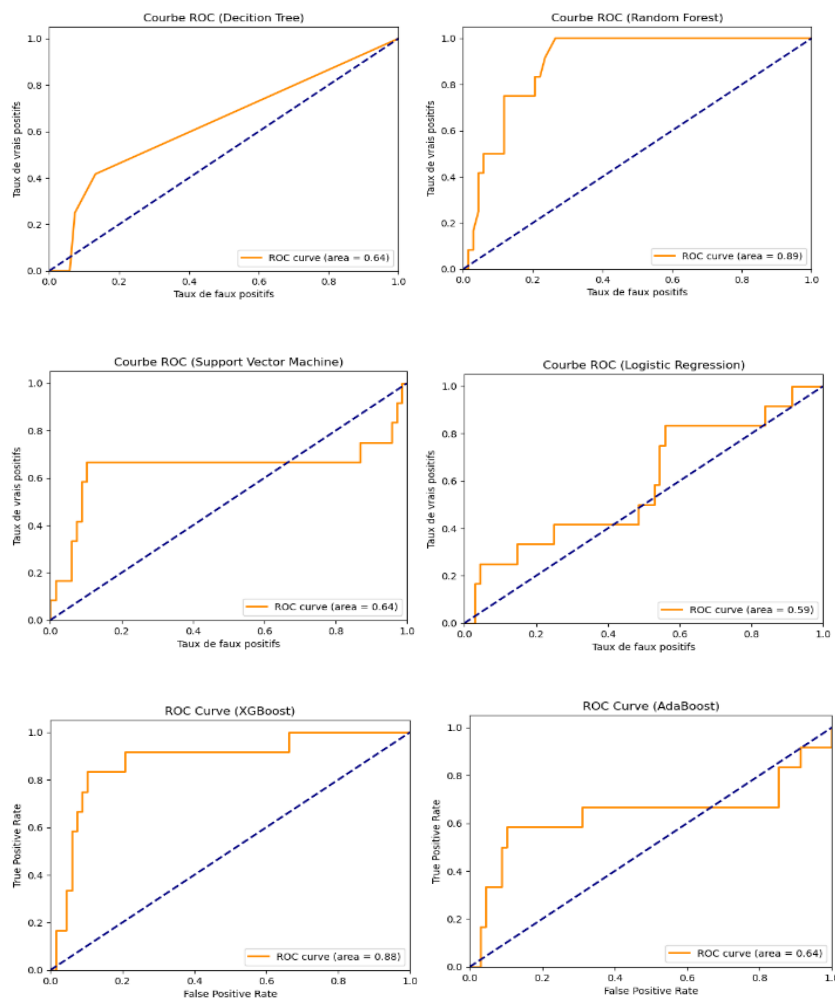 Courbe ROC (Decition Tree)
1.0
0.8
0.6
0.4
0.2
0.0
Taux de vrais positifs
ROC curve (area = 0.64)
0.0 0.2 0.4 0.6 0.8 1.0
Taux de faux positifs
Courbe ROC (Random Forest)
1.0
0.8
0.6
0.4
0.2
0.0
Taux de vrais positifs
ROC curve (area = 0.89)
0.0 0.2 0.4 0.6 0.8 1.0
Taux de faux positifs
Courbe ROC (Support Vector Machine)
1.0
0.8
0.6
0.4
0.2
0.0
Taux de vrais positifs
ROC curve (area = 0.64)
0.0 0.2 0.4 0.6 0.8 1.0
Taux de faux positifs
Courbe ROC (Logistic Regression)
1.0
0.8
0.6
0.4
0.2
0.0
Taux de vrais positifs
ROC curve (area = 0.59)
0.0 0.2 0.4 0.6 0.8 1.0
Taux de faux positifs
ROC Curve (XGBoost)
1.0
0.8
0.6
0.4
0.2
0.0
True Positive Rate
ROC curve (area = 0.88)
0.0 0.2 0.4 0.6 0.8 1.0
False Positive Rate
ROC Curve (AdaBoost)
1.0
0.8
0.6
0.4
0.2
0.0
True Positive Rate
ROC curve (area = 0.64)
0.0 0.2 0.4 0.6 0.8 1.0
False Positive Rate